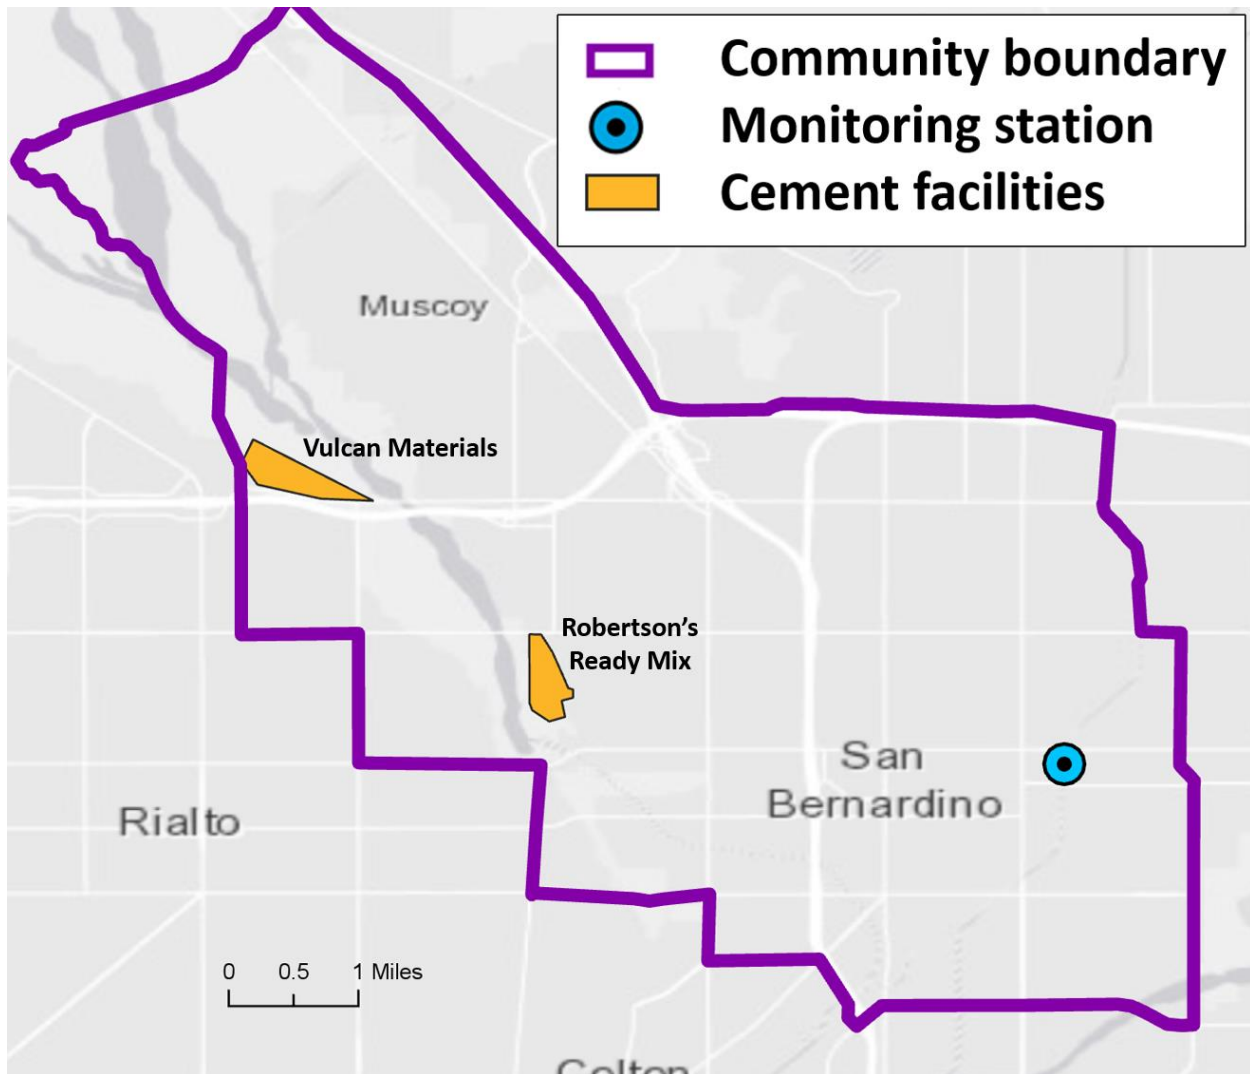 Community boundary
Monitoring station
Cement facilities
Muscoy
Vulcan Materials
Robertson's
Ready Mix
San
Bernardino
Rialto
0 0.5 1 Miles
Colton